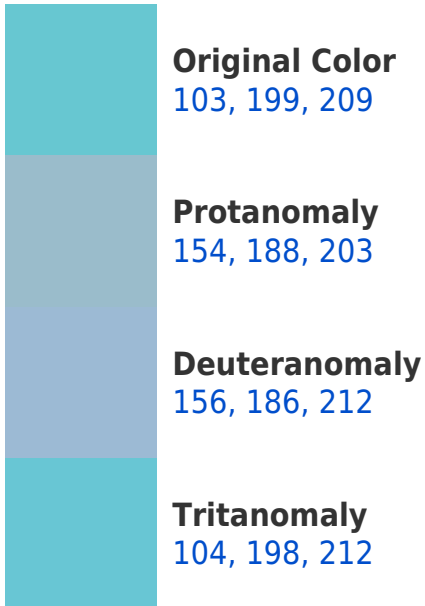 Original Color
103, 199, 209
Protanomaly
154, 188, 203
Deuteranomaly
156, 186, 212
Tritanomaly
104, 198, 212